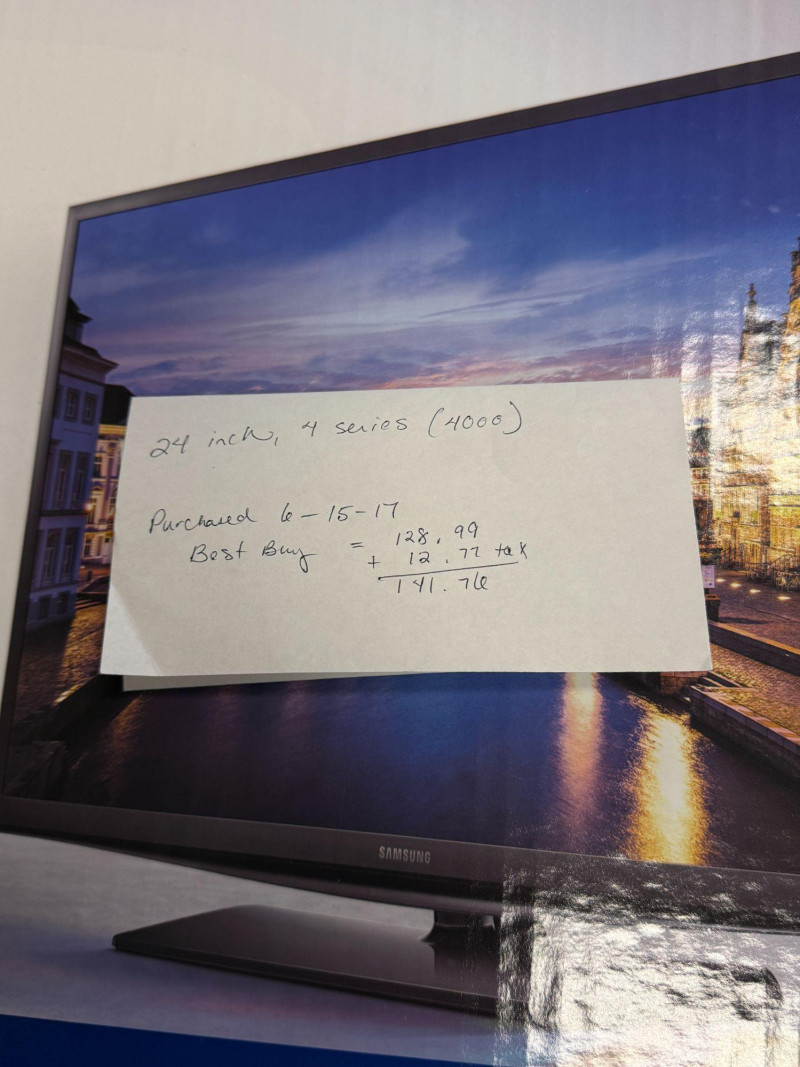 24 inch, 4 series (4000)
Purchased 6-15-17
Best Buy = 128.99
+ 12.77 tax
141.76
SAMSUNG